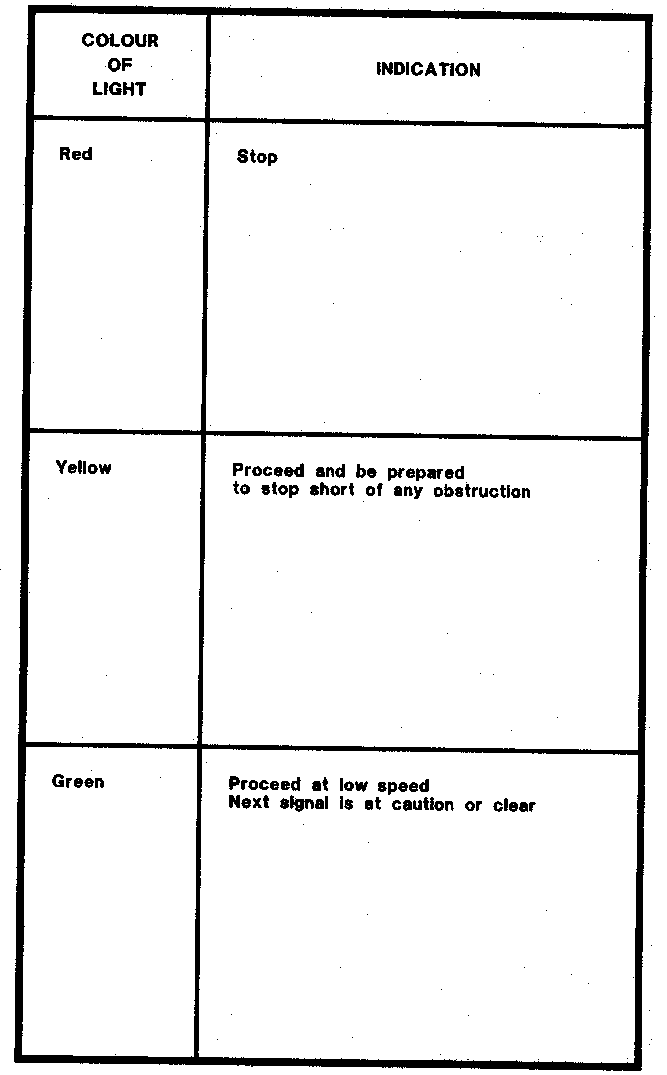 COLOUR
OF
LIGHT
INDICATION
Red
Stop
Yellow
Proceed and be prepared
to stop short of any obstruction
Green
Proceed at low speed
Next signal is at caution or clear